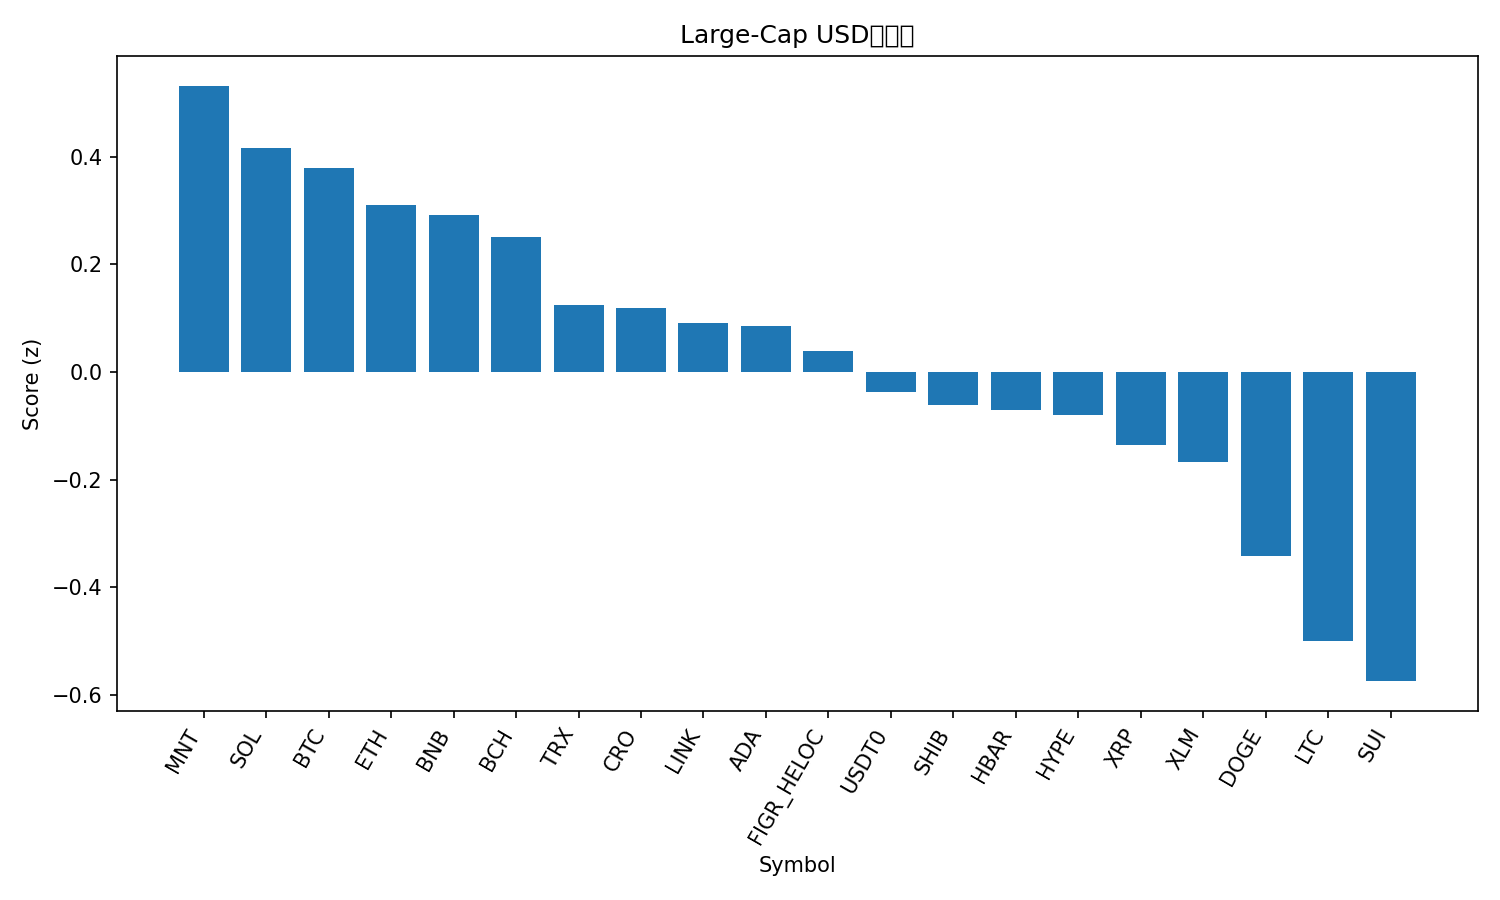 Large-Cap USD
Score (z)
0.4
0.2
0.0
−0.2
−0.4
−0.6
MNT
SOL
BTC
ETH
BNB
BCH
TRX
CRO
LINK
ADA
FIGR_HELOC
USDT0
SHIB
HBAR
HYPE
XRP
XLM
DOGE
LTC
SUI
Symbol